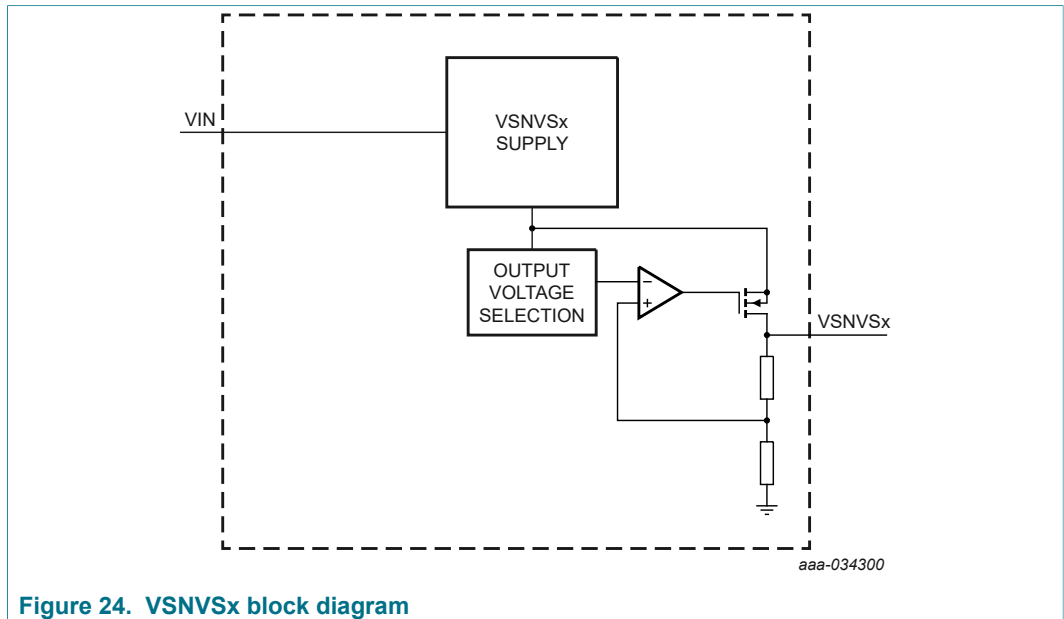 VIN
VSNVSx
SUPPLY
OUTPUT
VOLTAGE
SELECTION
−
+
VSNVSx
aaa-034300
Figure 24. VSNVSx block diagram